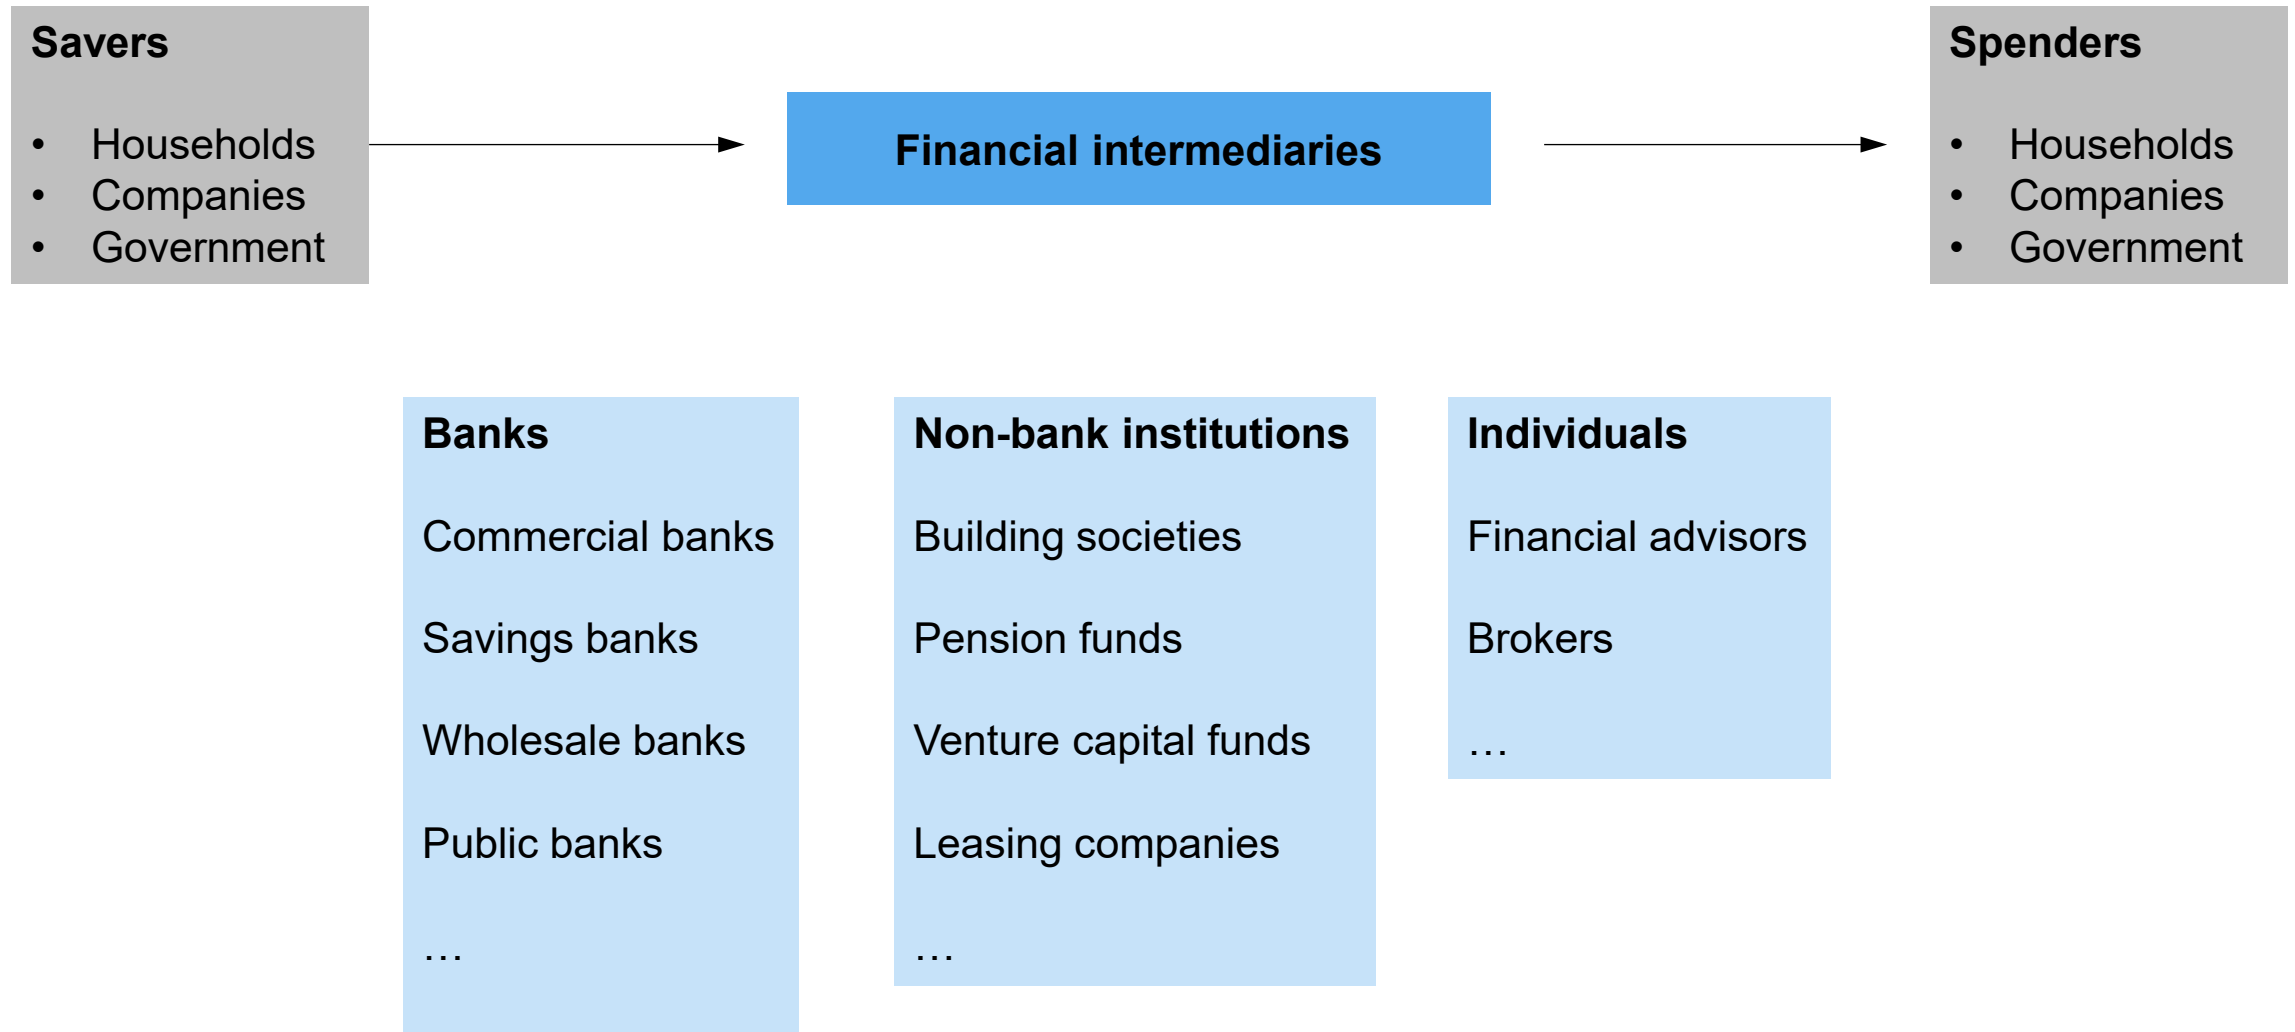 Savers
• Households
• Companies
• Government
Financial intermediaries
Spenders
• Households
• Companies
• Government
Banks
Commercial banks
Savings banks
Wholesale banks
Public banks
…
Non-bank institutions
Building societies
Pension funds
Venture capital funds
Leasing companies
…
Individuals
Financial advisors
Brokers
…